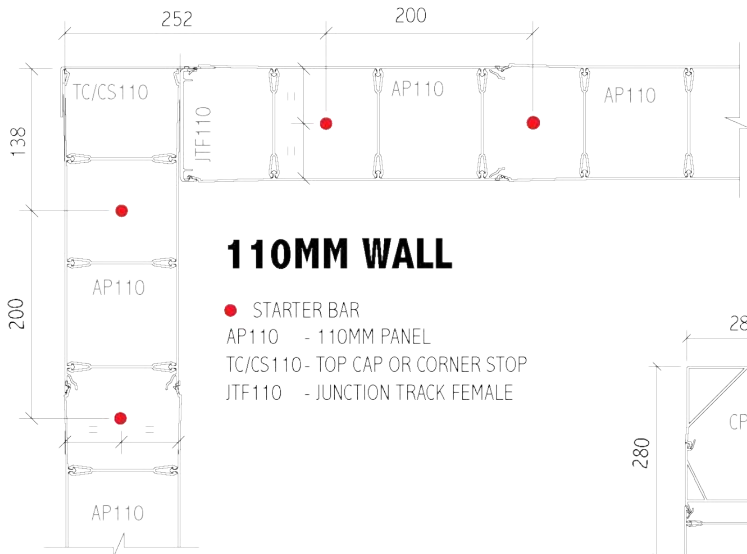 252
200
TC/CS110
JTF110
AP110
AP110
138
200
AP110
AP110
110MM WALL
STARTER BAR
AP110 - 110MM PANEL
TC/CS110 - TOP CAP OR CORNER STOP
JTF110 - JUNCTION TRACK FEMALE
280